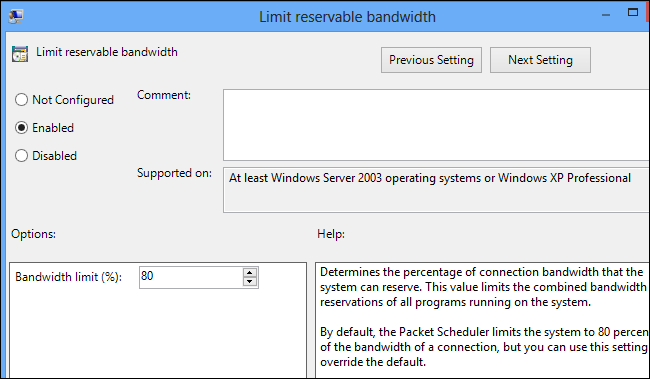 Limit reservable bandwidth
Limit reservable bandwidth
Previous Setting
Next Setting
Not Configured
Comment:
Enabled
Disabled
Supported on:
At least Windows Server 2003 operating systems or Windows XP Professional
Options:
Help:
Bandwidth limit (%):
80
Determines the percentage of connection bandwidth that the
system can reserve. This value limits the combined bandwidth
reservations of all programs running on the system.
By default, the Packet Scheduler limits the system to 80 percen
of the bandwidth of a connection, but you can use this setting
override the default.